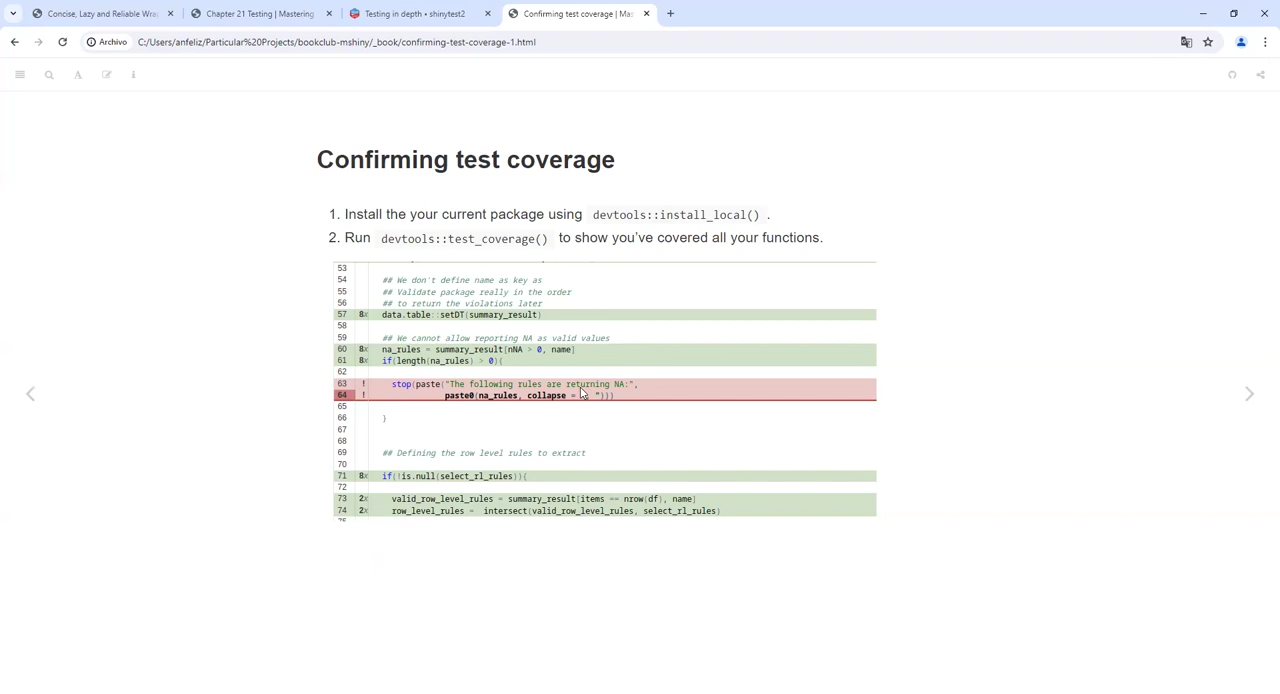 Concise, Lazy and Reliable Wra
Chapter 21 Testing | Mastering
Testing in depth • shinytest2
Confirming test coverage | Mas
Archivo
C:/Users/anfeliz/Particular%20Projects/bookclub-mshiny/_book/confirming-test-coverage-1.html
Confirming test coverage
1. Install the your current package using devtools::install_local() .
2. Run devtools::test_coverage() to show you've covered all your functions.
53
54 ## We don't define name as key as
55 ## Validate package really in the order
56 ## to return the violations later
57 8x data.table::setDT(summary_result)
58
59 ## We cannot allow reporting NA as valid values
60 8x na_rules = summary_result[nNA > 0, name]
61 8x if(length(na_rules) > 0){
62
63 ! stop(paste("The following rules are returning NA:",
64 ! paste0(na_rules, collapse = ")))
65
66 }
67
68
69 ## Defining the row level rules to extract
70
71 8x if(!is.null(select_rl_rules)){
72
73 2x valid_row_level_rules = summary_result[items == nrow(df), name]
74 2x row_level_rules = intersect(valid_row_level_rules, select_rl_rules)
75